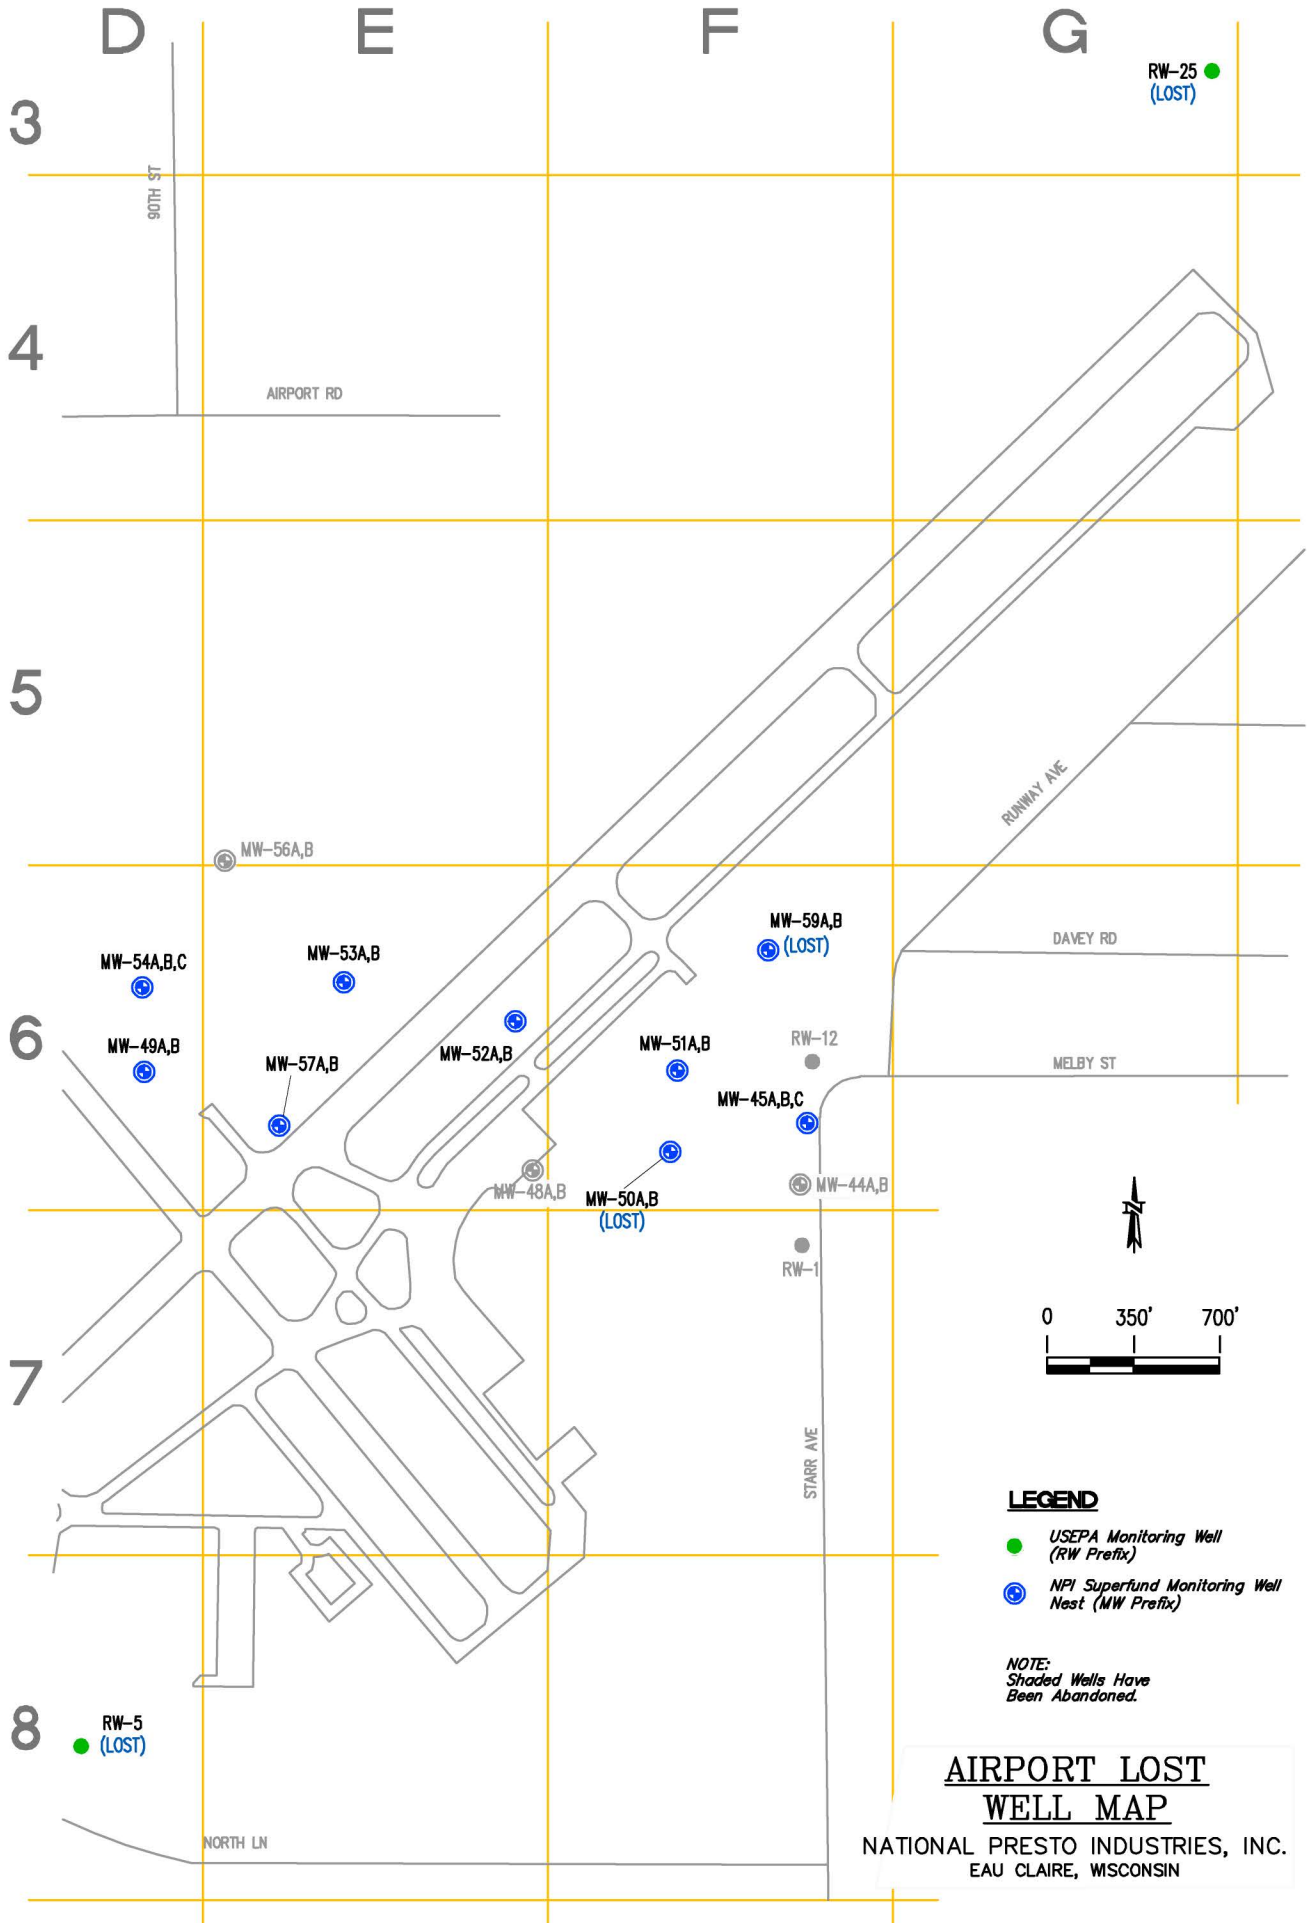 D
E
F
G
RW-25
(LOST)
3
90TH ST
4
AIRPORT RD
5
RUNWAY AVE
MW-56A,B
MW-59A,B
(LOST)
DAVEY RD
MW-53A,B
MW-54A,B,C
6
MW-49A,B
MW-57A,B
MW-52A,B
MW-51A,B
RW-12
MELBY ST
MW-45A,B,C
MW-48A,B
MW-50A,B
(LOST)
MW-44A,B
N
RW-1
0 350' 700'
7
STARR AVE
LEGEND
USEPA Monitoring Well
(RW Prefix)
NPI Superfund Monitoring Well
Nest (MW Prefix)
NOTE:
Shaded Wells Have
Been Abandoned.
8
RW-5
(LOST)
NORTH LN
AIRPORT LOST
WELL MAP
NATIONAL PRESTO INDUSTRIES, INC.
EAU CLAIRE, WISCONSIN